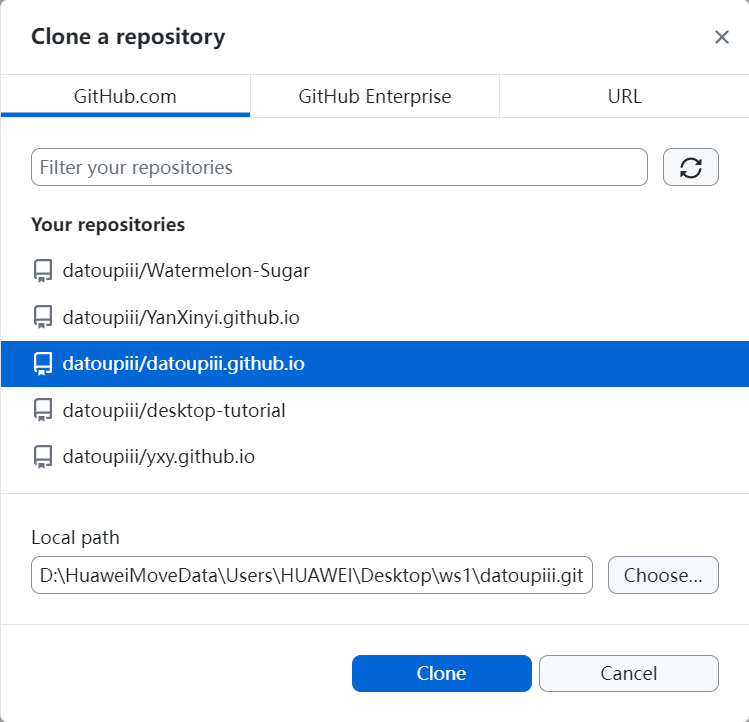 Clone a repository
GitHub.com GitHub Enterprise URL
Filter your repositories
Your repositories
datoupiii/Watermelon-Sugar
datoupiii/YanXinyi.github.io
datoupiii/datoupiii.github.io
datoupiii/desktop-tutorial
datoupiii/yxy.github.io
Local path
D:\HuaweiMoveData\Users\HUAWEI\Desktop\ws1\datoupiii.git Choose...
Clone Cancel